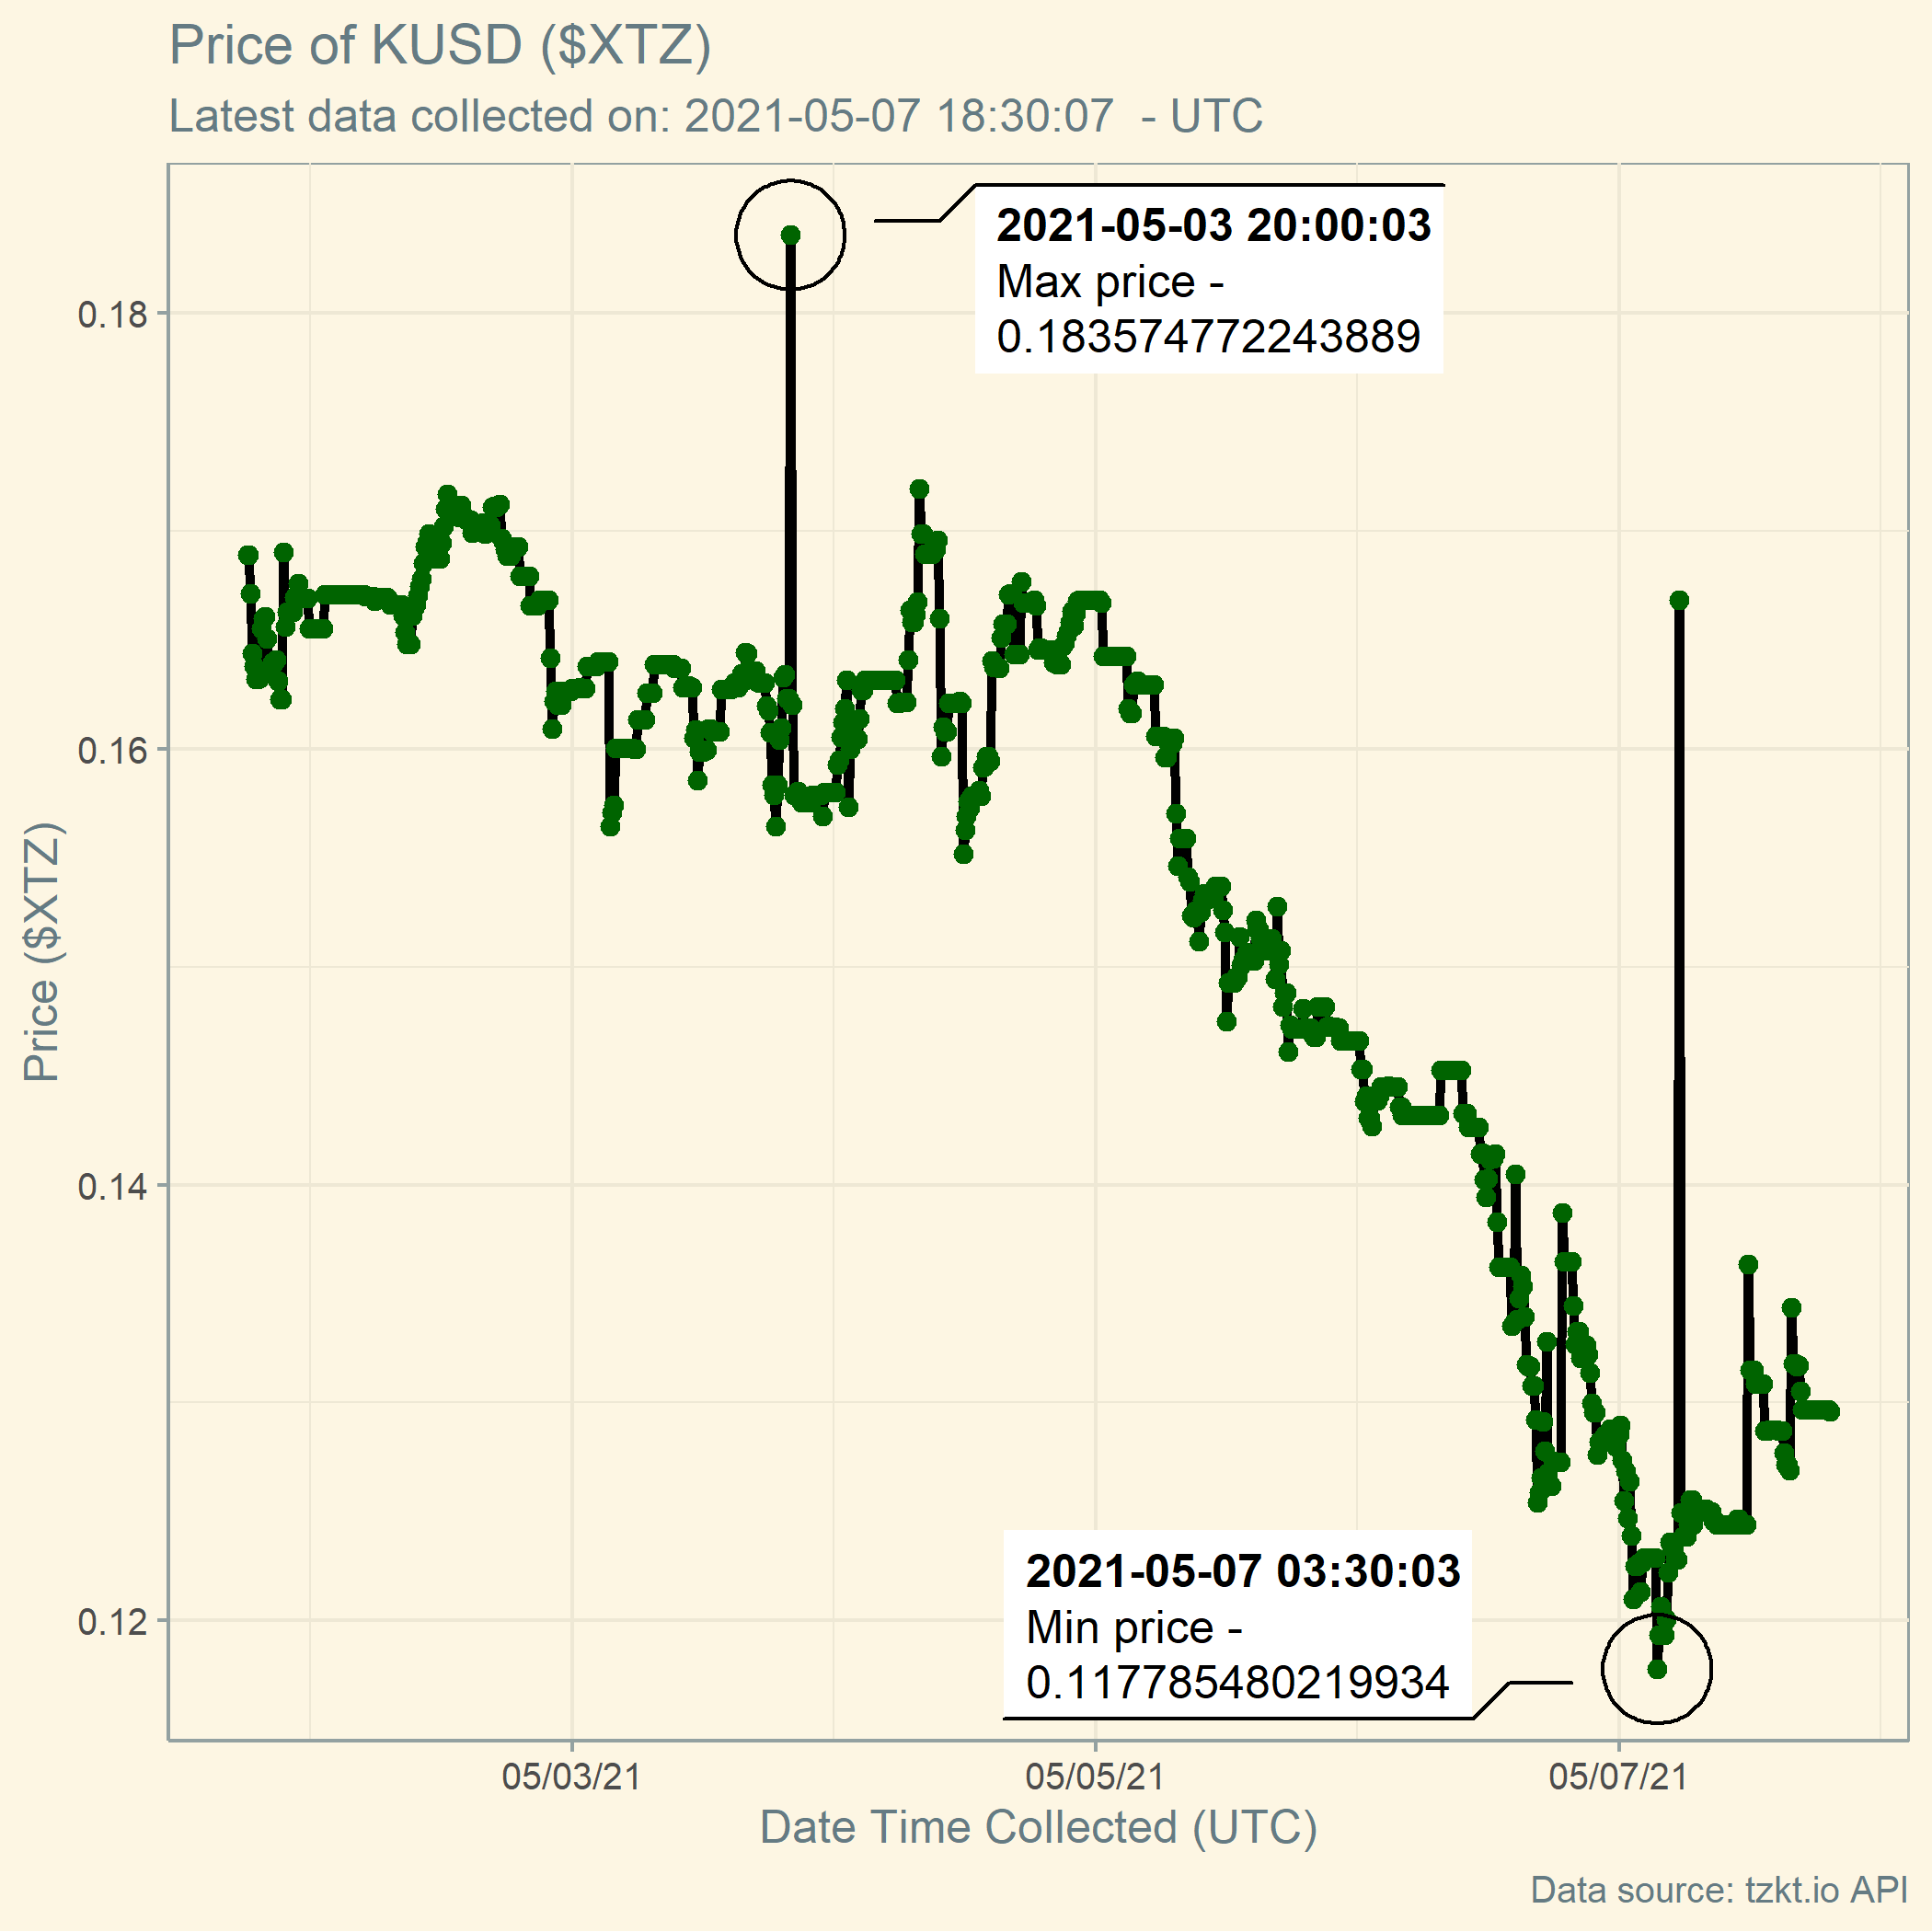 Price of KUSD ($XTZ)
Latest data collected on: 2021-05-07 18:30:07  - UTC
2021-05-03 20:00:03
Max price -
0.183574772243889
0.18
0.16
Price ($XTZ)
0.14
2021-05-07 03:30:03
Min price -
0.117785480219934
0.12
05/03/21
05/05/21
05/07/21
Date Time Collected (UTC)
Data source: tzkt.io API